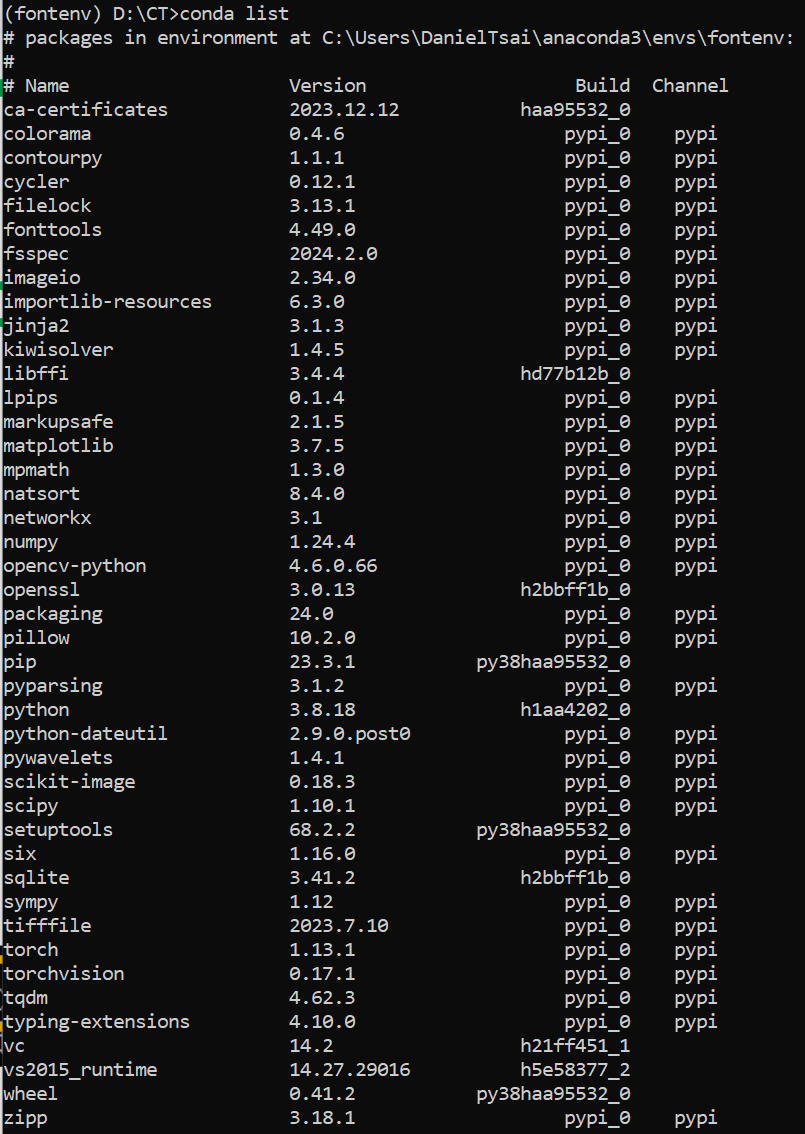 (fontenv) D:\CT>conda list
# packages in environment at C:\Users\DanielTsai\anaconda3\envs\fontenv:
#
# Name                    Version                   Build  Channel
ca-certificates           2023.12.12           haa95532_0
colorama                  0.4.6                    pypi_0    pypi
contourpy                 1.1.1                    pypi_0    pypi
cycler                    0.12.1                   pypi_0    pypi
filelock                  3.13.1                   pypi_0    pypi
fonttools                 4.49.0                   pypi_0    pypi
fsspec                    2024.2.0                 pypi_0    pypi
imageio                   2.34.0                   pypi_0    pypi
importlib-resources       6.3.0                    pypi_0    pypi
jinja2                    3.1.3                    pypi_0    pypi
kiwisolver                1.4.5                    pypi_0    pypi
libffi                    3.4.4                hd77b12b_0
lpips                     0.1.4                    pypi_0    pypi
markupsafe                2.1.5                    pypi_0    pypi
matplotlib                3.7.5                    pypi_0    pypi
mpmath                    1.3.0                    pypi_0    pypi
natsort                   8.4.0                    pypi_0    pypi
networkx                  3.1                      pypi_0    pypi
numpy                     1.24.4                   pypi_0    pypi
opencv-python             4.6.0.66                 pypi_0    pypi
openssl                   3.0.13               h2bbff1b_0
packaging                 24.0                     pypi_0    pypi
pillow                    10.2.0                   pypi_0    pypi
pip                       23.3.1           py38haa95532_0
pyparsing                 3.1.2                    pypi_0    pypi
python                    3.8.18               h1aa4202_0
python-dateutil           2.9.0.post0              pypi_0    pypi
pywavelets                1.4.1                    pypi_0    pypi
scikit-image              0.18.3                   pypi_0    pypi
scipy                     1.10.1                   pypi_0    pypi
setuptools                68.2.2           py38haa95532_0
six                       1.16.0                   pypi_0    pypi
sqlite                    3.41.2               h2bbff1b_0
sympy                     1.12                     pypi_0    pypi
tifffile                  2023.7.10                pypi_0    pypi
torch                     1.13.1                   pypi_0    pypi
torchvision               0.17.1                   pypi_0    pypi
tqdm                      4.62.3                   pypi_0    pypi
typing-extensions         4.10.0                   pypi_0    pypi
vc                        14.2                 h21ff451_1
vs2015_runtime            14.27.29016          h5e58377_2
wheel                     0.41.2           py38haa95532_0
zipp                      3.18.1                   pypi_0    pypi